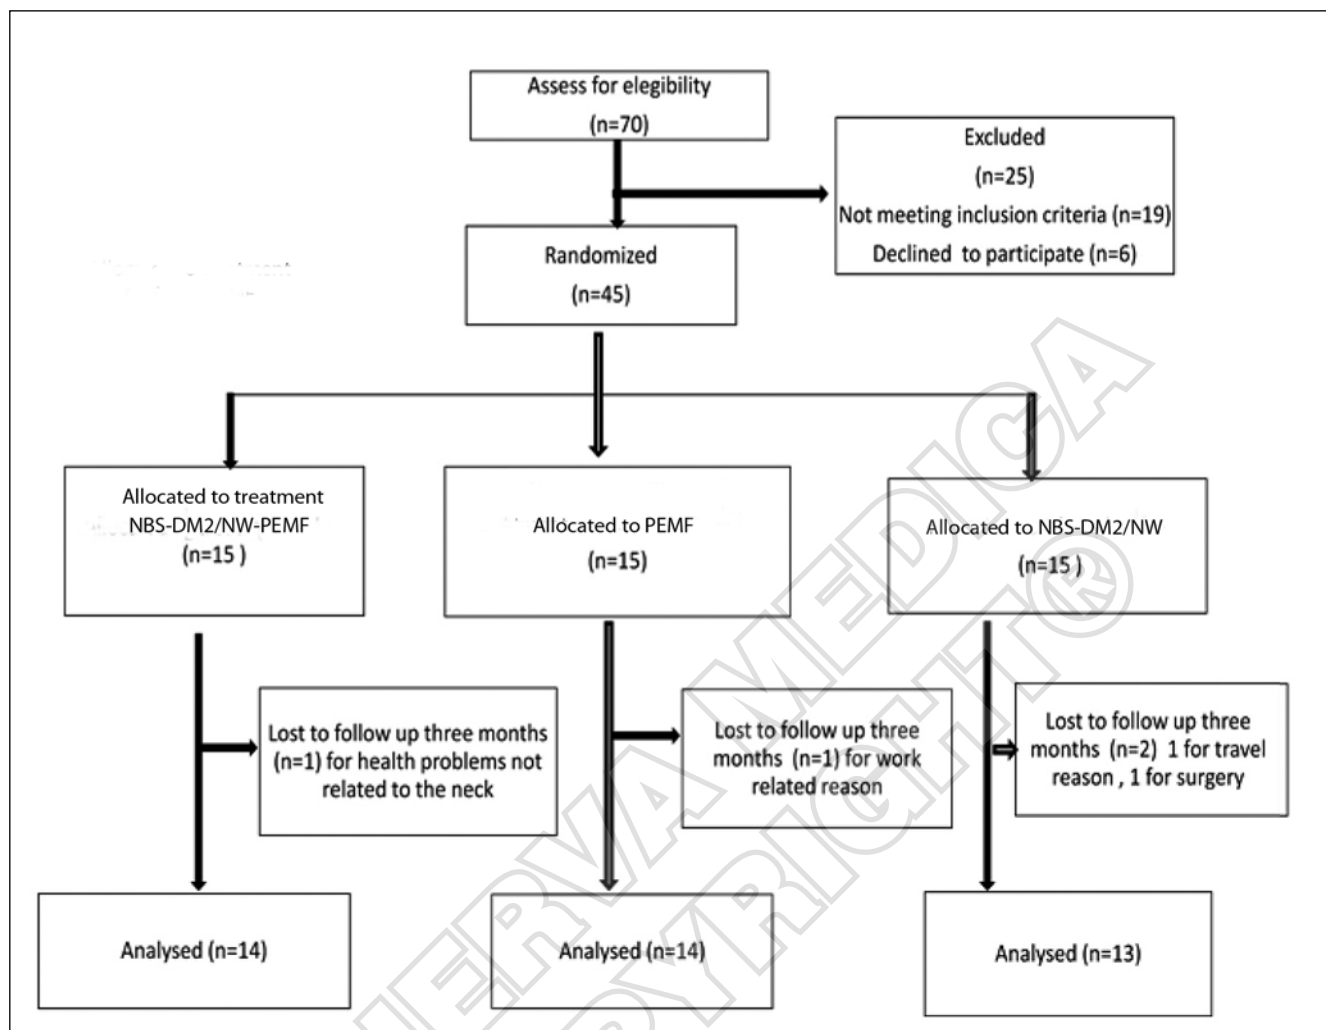 Assess for elegibility
(n=70)
Excluded
(n=25)
Not meeting inclusion criteria (n=19)
Declined to participate (n=6)
Randomized
(n=45)
Allocated to treatment
NBS-DM2/NW-PEMF
(n=15 )
Allocated to PEMF
(n=15)
Allocated to NBS-DM2/NW
(n=15 )
Lost to follow up three months
(n=1) for health problems not
related to the neck
Lost to follow up three
months (n=1) for work
related reason
Lost to follow up three
months (n=2) 1 for travel
reason , 1 for surgery
Analysed (n=14)
Analysed (n=14)
Analysed (n=13)
ERVA MEDICA
PYRIGHT®